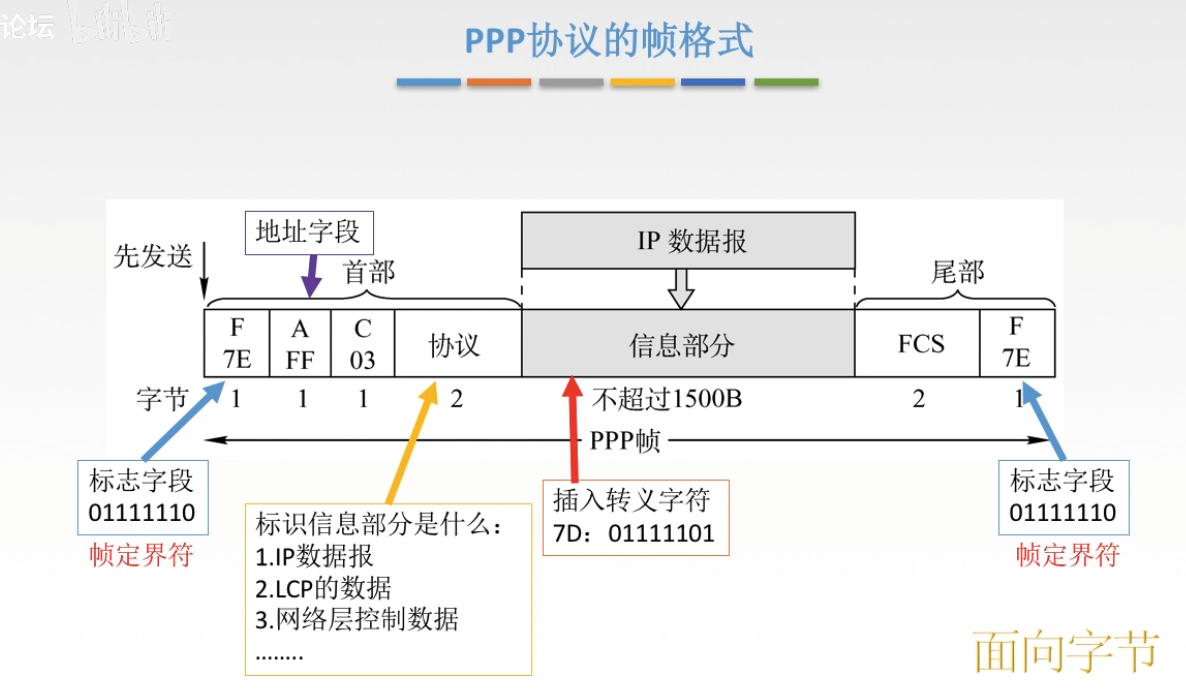 论坛
PPP协议的帧格式
地址字段
IP 数据报
先发送
首部
尾部
F
7E
A
FF
C
03
协议
信息部分
FCS
F
7E
字节
1
1
1
2
不超过1500B
2
1
PPP帧
标志字段
01111110
帧定界符
标识信息部分是什么：
1.IP数据报
2.LCP的数据
3.网络层控制数据
........
插入转义字符
7D：01111101
标志字段
01111110
帧定界符
面向字节